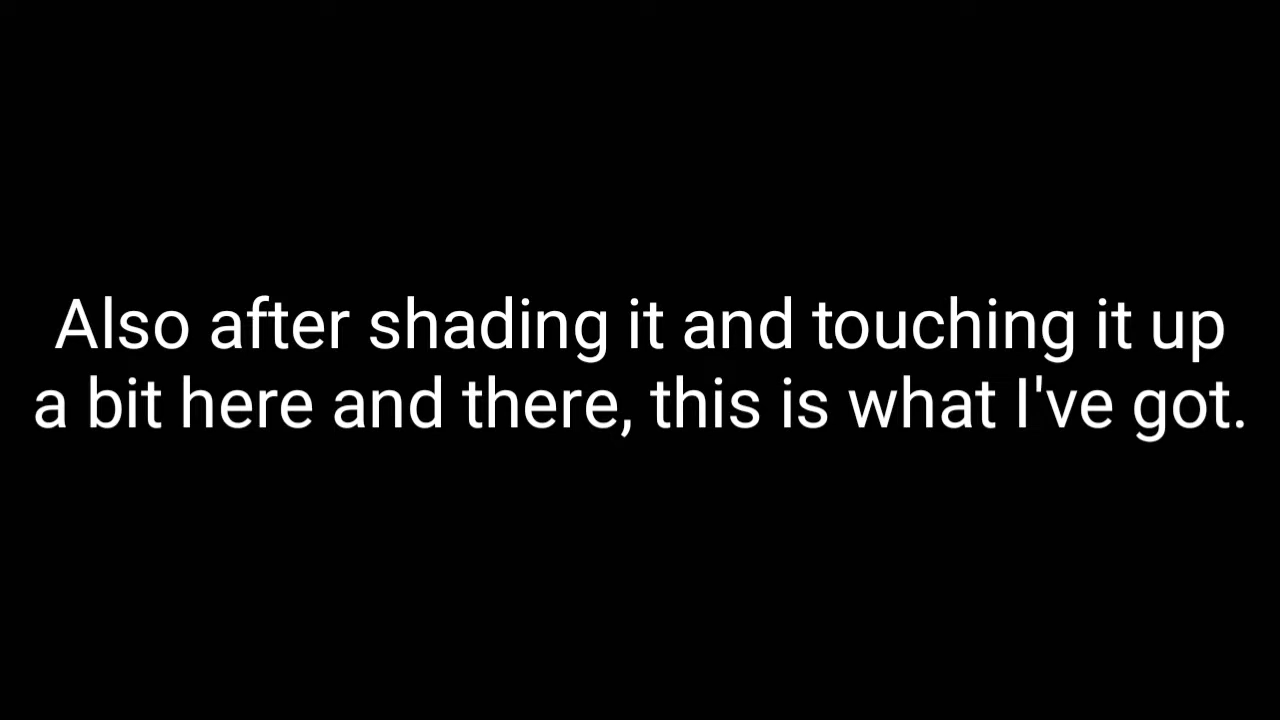 Also after shading it and touching it up
a bit here and there, this is what I've got.